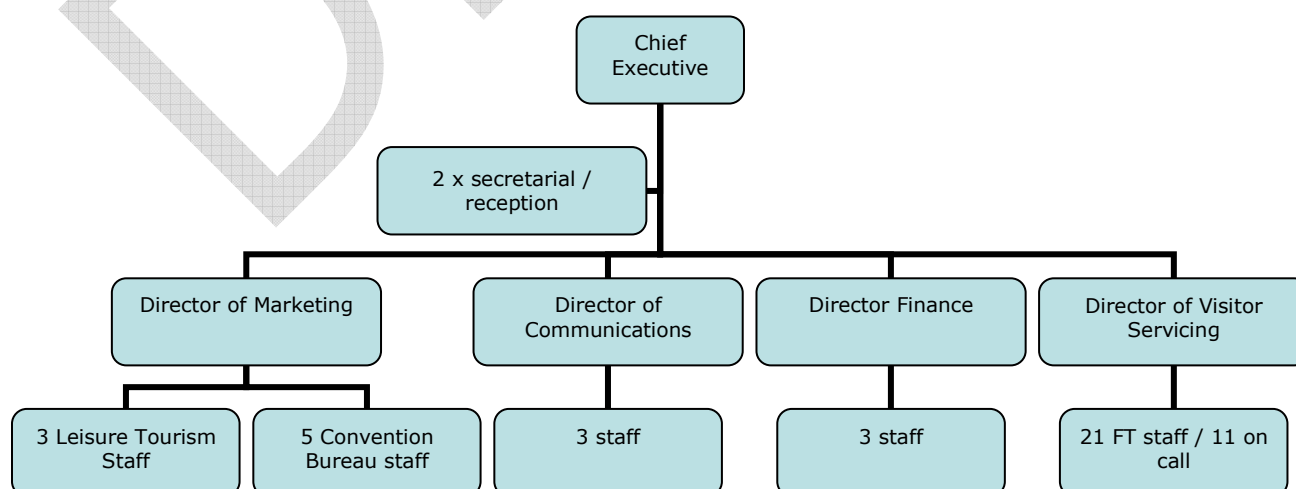 Chief
Executive
2 x secretarial /
reception
Director of Marketing
Director of
Communications
Director Finance
Director of Visitor
Servicing
3 Leisure Tourism
Staff
5 Convention
Bureau staff
3 staff
3 staff
21 FT staff / 11 on
call